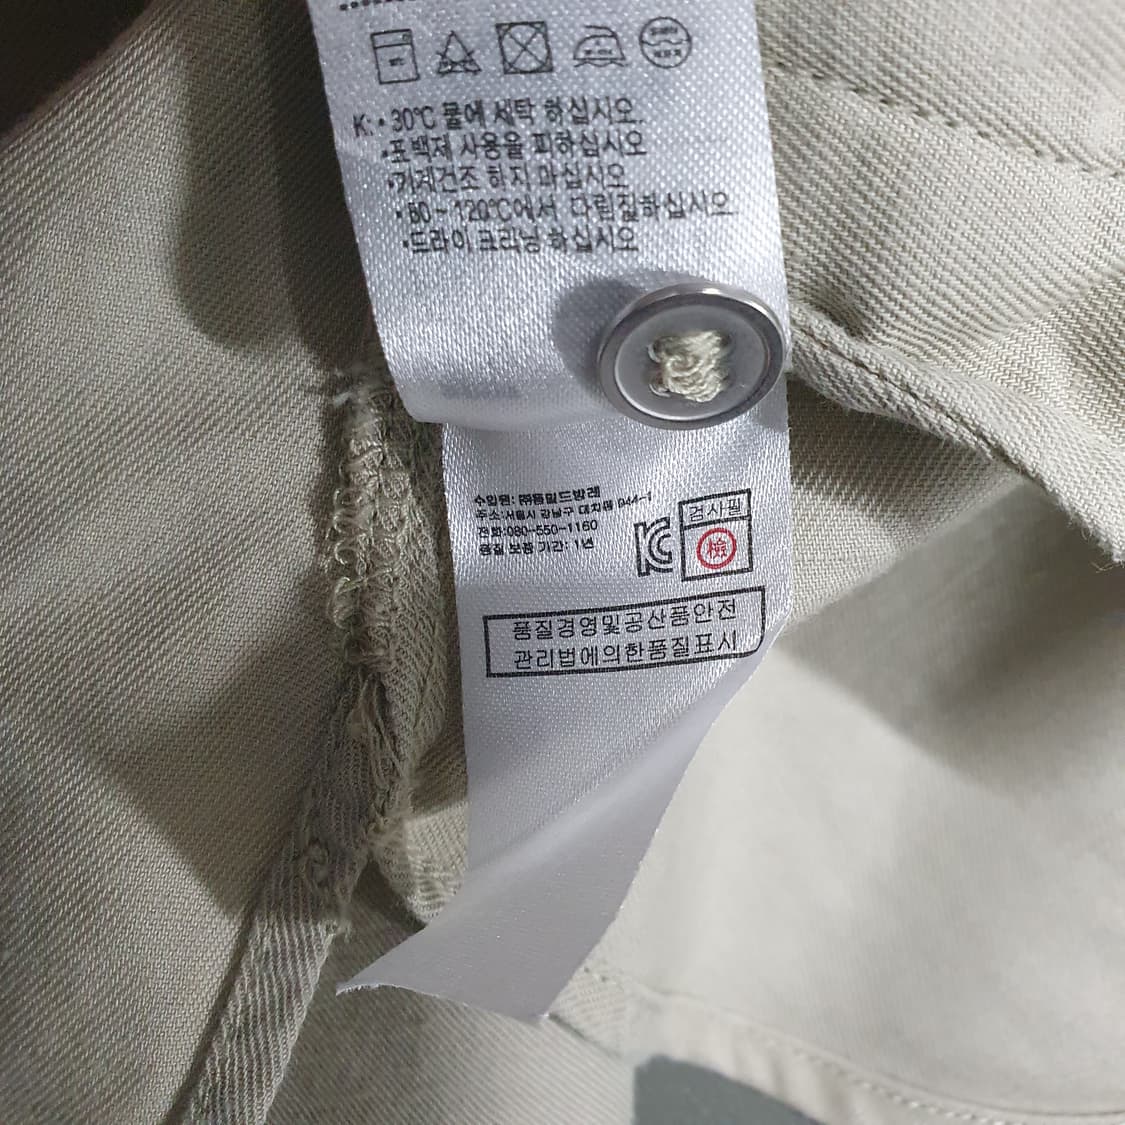 K: • 30℃ 물에 세탁 하십시오.
•표백제 사용을 피하십시오
•기계건조 하지 마십시오
•80~120℃에서 다림질하십시오
•드라이 크리닝 하십시오
수입원: ㈜통밀드방레
주소:서울시 강남구 대치동 944-1
전화:080-550-1160
품질 보증 기간: 1년
검사필
檢
품질경영및공산품안전
관리법에의한품질표시